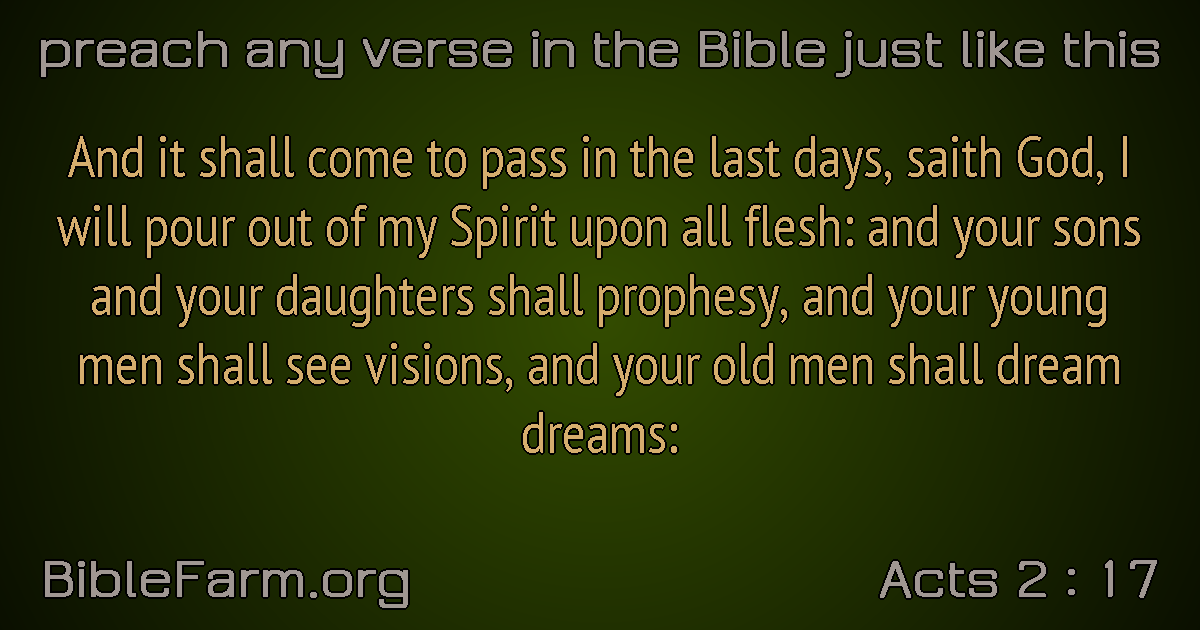 preach any verse in the Bible just like this
And it shall come to pass in the last days, saith God, I
will pour out of my Spirit upon all flesh: and your sons
and your daughters shall prophesy, and your young
men shall see visions, and your old men shall dream
dreams:
BibleFarm.org
Acts 2 : 17